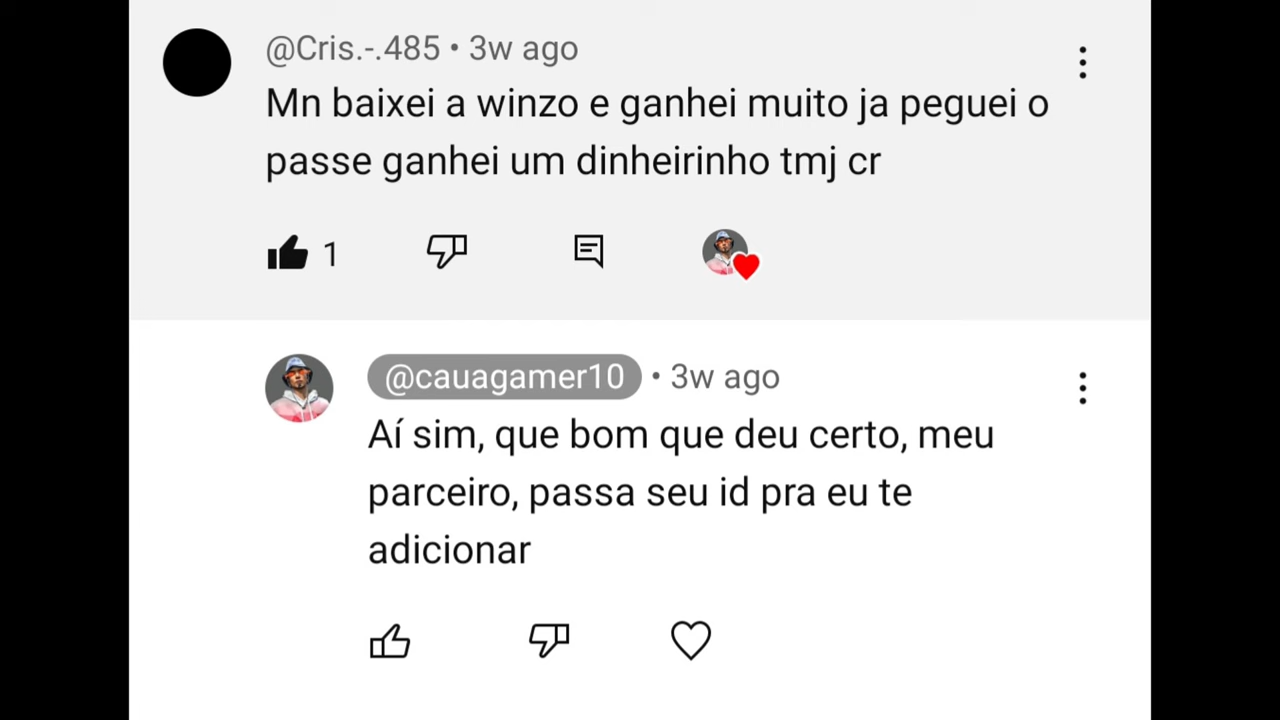 @Cris.-.485 • 3w ago
Mn baixei a winzo e ganhei muito ja peguei o
passe ganhei um dinheirinho tmj cr
1
@cauagamer10 • 3w ago
Aí sim, que bom que deu certo, meu
parceiro, passa seu id pra eu te
adicionar